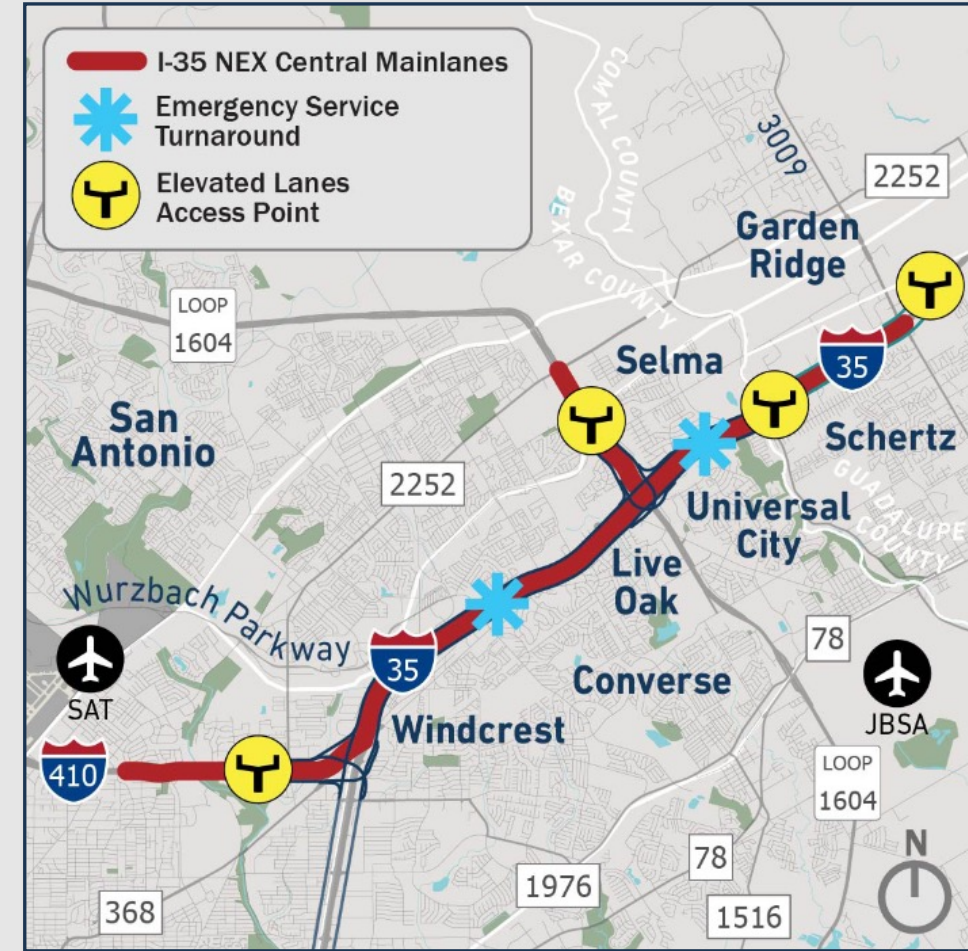 I-35 NEX Central Mainlanes
Emergency Service
Turnaround
Elevated Lanes
Access Point
COMAL COUNTY
BEXAR COUNTY
3009
2252
Garden
Ridge
LOOP
1604
35
Selma
San
Antonio
Schertz
2252
GUADALUPE
COUNTY
Universal
City
Live
Oak
Wurzbach Parkway
78
35
SAT
Converse
JBSA
Windcrest
410
LOOP
1604
N
78
1976
368
1516